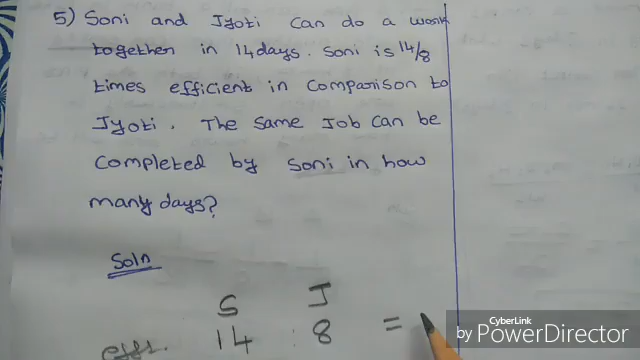 5) Soni and Jyoti can do a work
together in 14 days. Soni is 14/8
times efficient in comparison to
Jyoti. The same Job can be
completed by Soni in how
many days?
Soln
S J
effi. 14 : 8 =
CyberLink
by PowerDirector